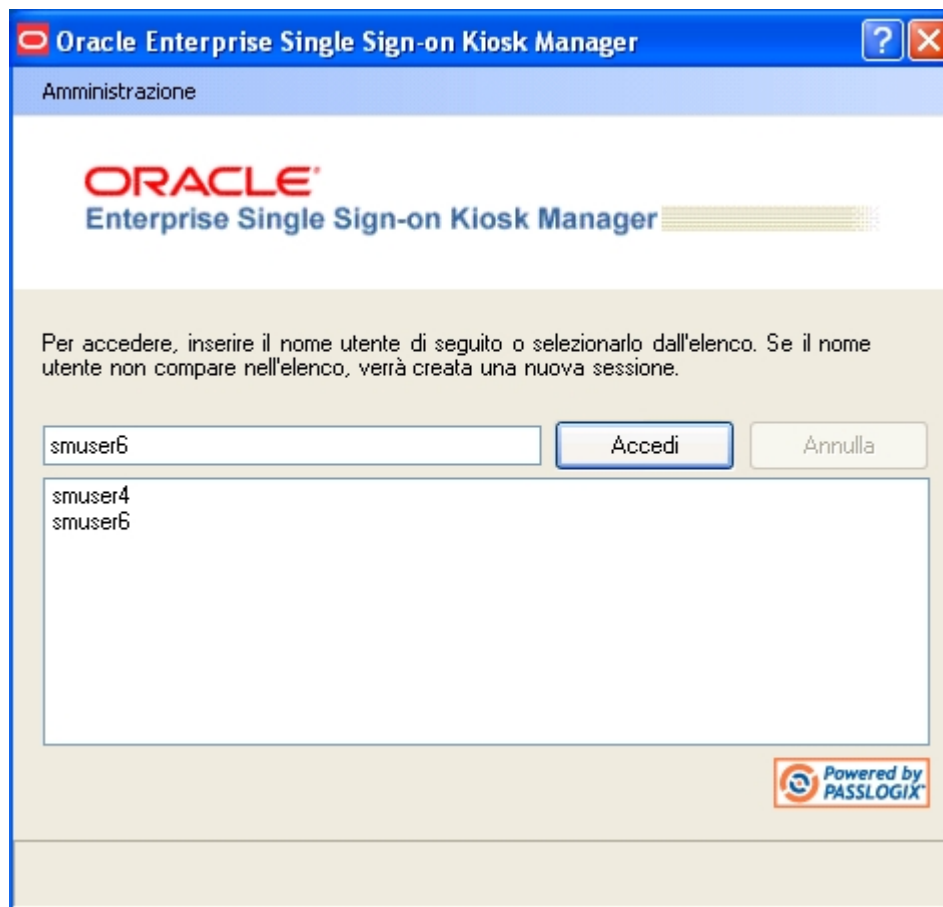 Oracle Enterprise Single Sign-on Kiosk Manager
?
Amministrazione
ORACLE
Enterprise Single Sign-on Kiosk Manager
Per accedere, inserire il nome utente di seguito o selezionarlo dall'elenco. Se il nome
utente non compare nell'elenco, verrà creata una nuova sessione.
smuser6
Accedi
Annulla
smuser4
smuser6
Powered by
PASSLOGIX